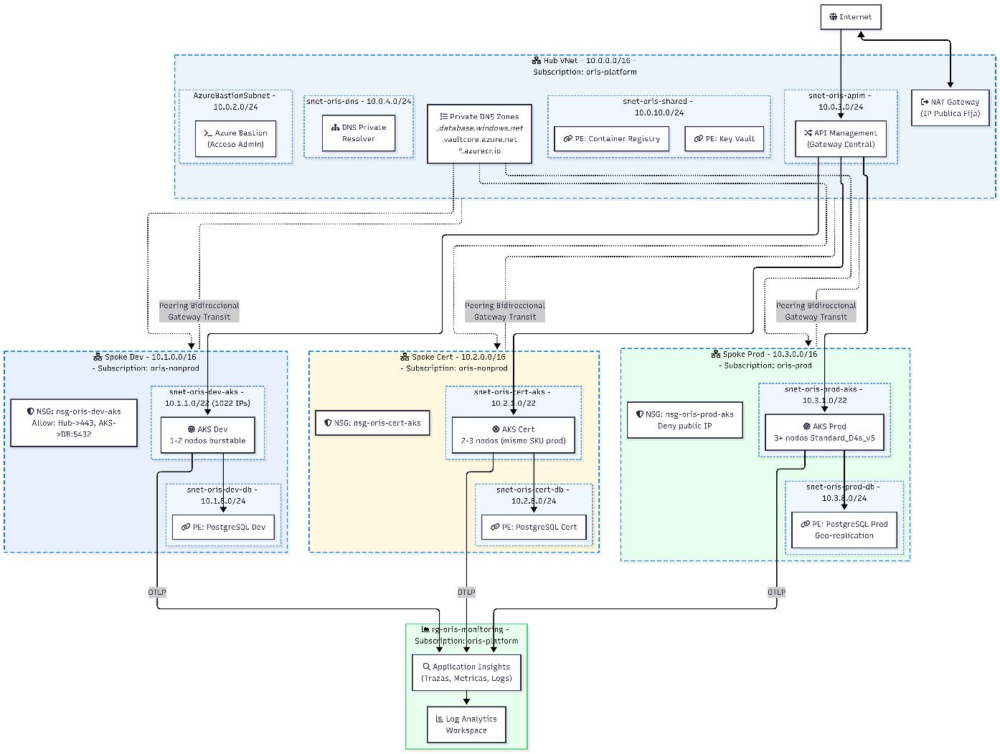 Internet
Hub VNet - 10.0.0.0/16 -
Subscription: oris-platform
AzureBastionSubnet -
10.0.2.0/24
Azure Bastion
(Acceso Admin)
snet-oris-dns - 10.0.4.0/24
DNS Private
Resolver
Private DNS Zones
.database.windows.net
.vaultcore.azure.net
*.azurecr.io
snet-oris-shared -
10.0.10.0/24
PE: Container Registry
PE: Key Vault
snet-oris-apim -
10.0.3.0/24
API Management
(Gateway Central)
NAT Gateway
(IP Publica Fija)
Peering Bidireccional
Gateway Transit
Peering Bidireccional
Gateway Transit
Peering Bidireccional
Gateway Transit
Spoke Dev - 10.1.0.0/16
- Subscription: oris-nonprod
NSG: nsg-oris-dev-aks
Allow: Hub->443, AKS-
>DB:5432
snet-oris-dev-aks -
10.1.1.0/22 (1022 IPs)
AKS Dev
1-2 nodos burstable
snet-oris-dev-db -
10.1.8.0/24
PE: PostgreSQL Dev
Spoke Cert - 10.2.0.0/16
- Subscription: oris-nonprod
NSG: nsg-oris-cert-aks
snet-oris-cert-aks -
10.2.1.0/22
AKS Cert
2-3 nodos (mismo SKU prod)
snet-oris-cert-db -
10.2.8.0/24
PE: PostgreSQL Cert
Spoke Prod - 10.3.0.0/16
- Subscription: oris-prod
NSG: nsg-oris-prod-aks
Deny public IP
snet-oris-prod-aks -
10.3.1.0/22
AKS Prod
3+ nodos Standard_D4s_v5
snet-oris-prod-db -
10.3.8.0/24
PE: PostgreSQL Prod
Geo-replication
OTLP
OTLP
OTLP
rg-oris-monitoring -
Subscription: oris-platform
Application Insights
(Trazas, Metricas, Logs)
Log Analytics
Workspace